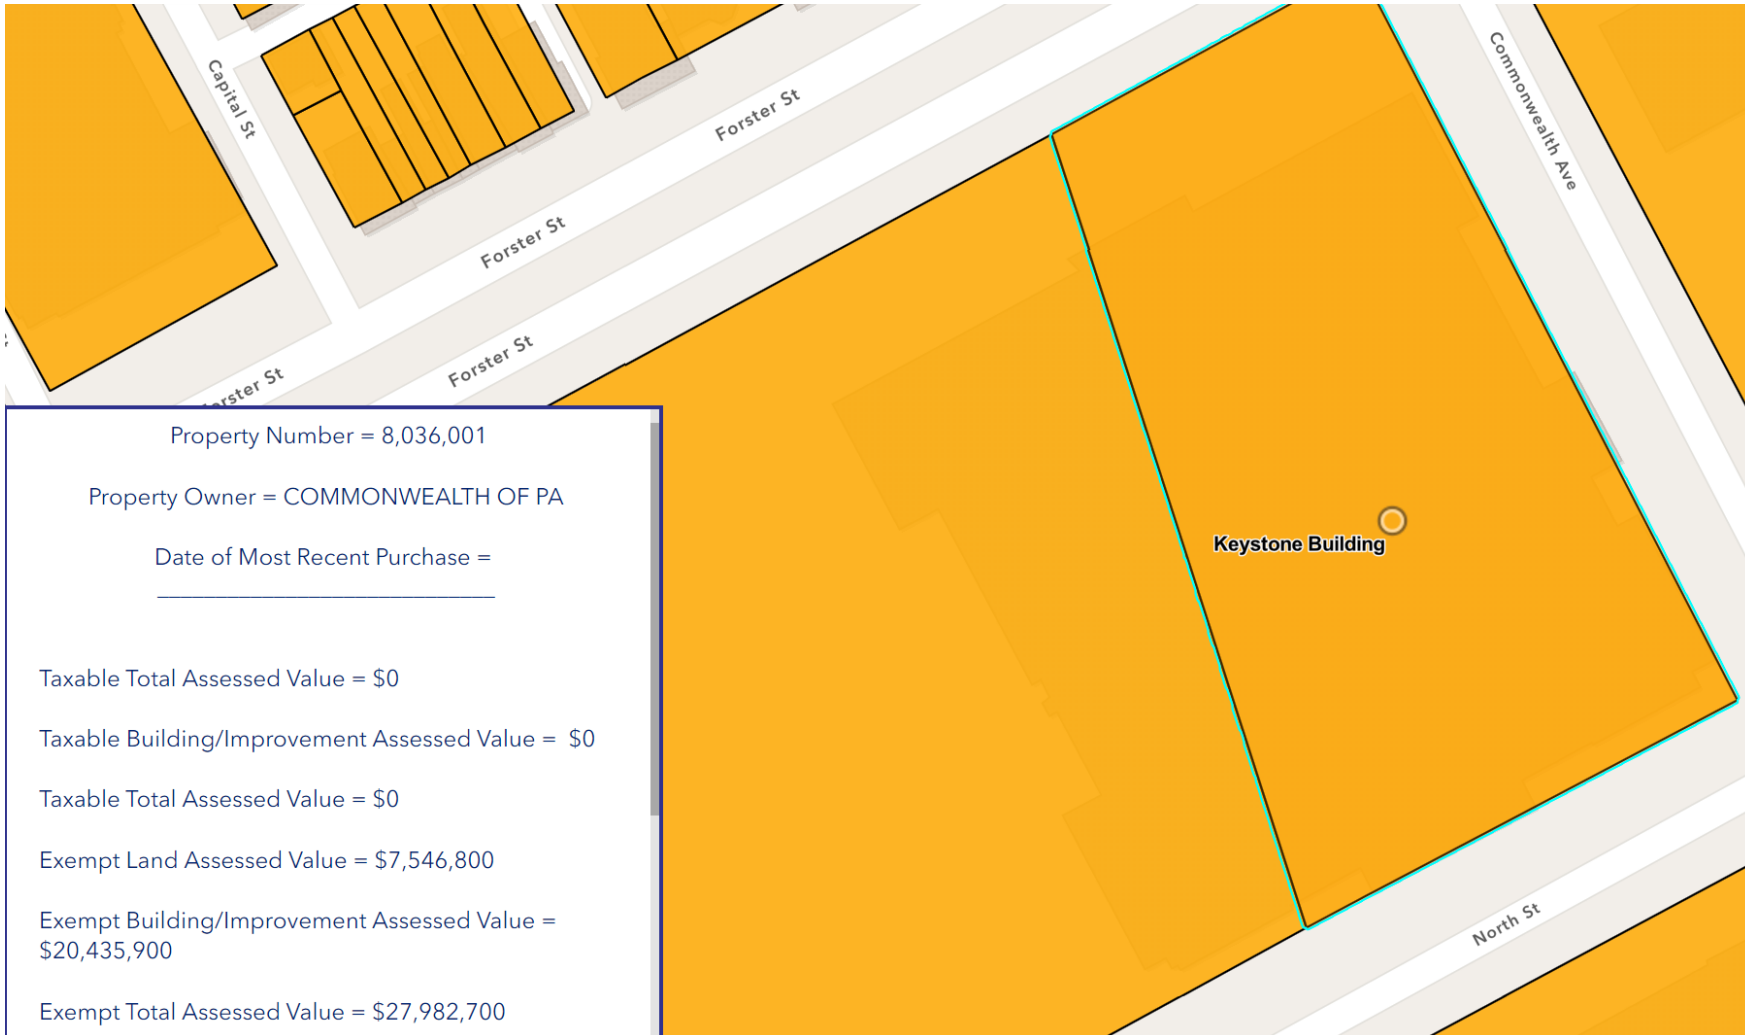 Capital St
Commonwealth Ave
Forster St
Forster St
Forster St
orster St
Keystone Building
North St
Property Number = 8,036,001
Property Owner = COMMONWEALTH OF PA
Date of Most Recent Purchase =
______________________________
Taxable Total Assessed Value = $0
Taxable Building/Improvement Assessed Value =  $0
Taxable Total Assessed Value = $0
Exempt Land Assessed Value = $7,546,800
Exempt Building/Improvement Assessed Value =
$20,435,900
Exempt Total Assessed Value = $27,982,700